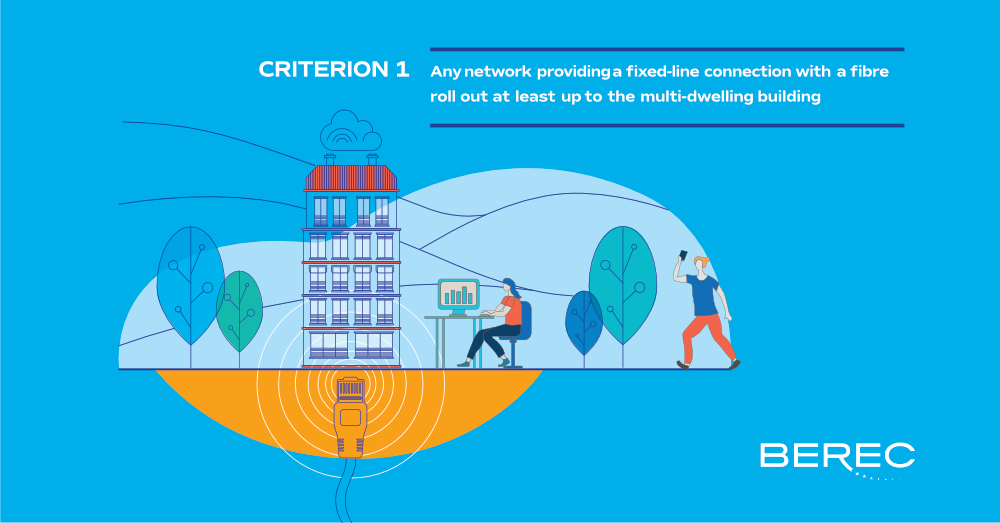 CRITERION 1
Any network providing a fixed-line connection with a fibre
roll out at least up to the multi-dwelling building
BEREC